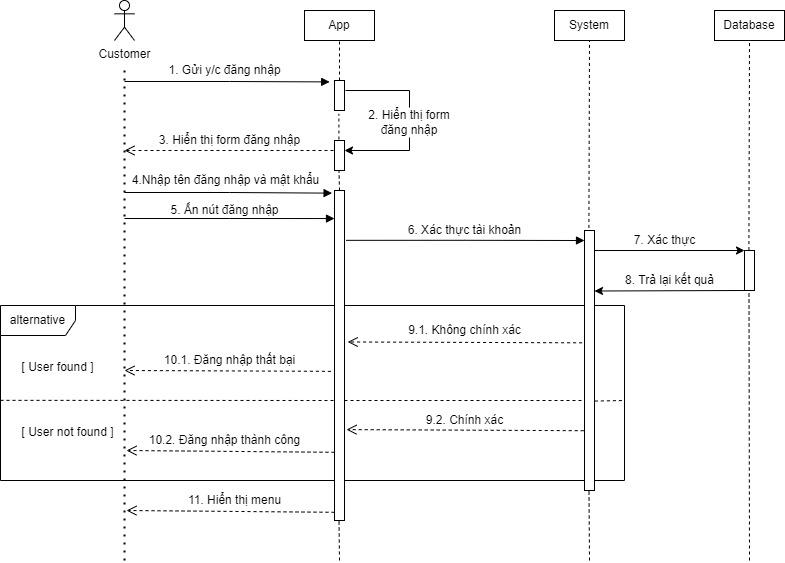 App
System
Database
Customer
1. Gửi y/c đăng nhập
2. Hiển thị form
đăng nhập
3. Hiển thị form đăng nhập
4.Nhập tên đăng nhập và mật khẩu
5. Ấn nút đăng nhập
6. Xác thực tài khoản
7. Xác thực
8. Trả lại kết quả
alternative
9.1. Không chính xác
[ User found ]
10.1. Đăng nhập thất bại
9.2. Chính xác
[ User not found ]
10.2. Đăng nhập thành công
11. Hiển thị menu